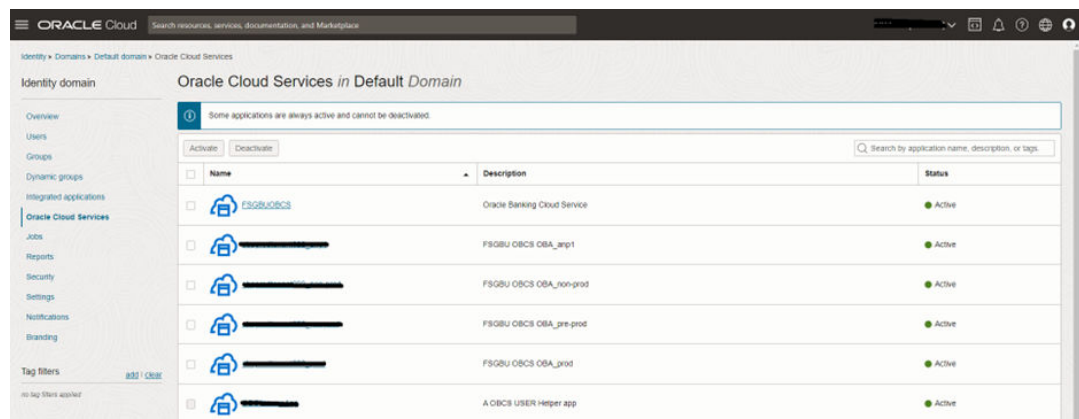 ORACLE Cloud
Search resources, services, documentation, and Marketplace
Identity » Domains » Default domain » Oracle Cloud Services
Identity domain
Overview
Users
Groups
Dynamic groups
Integrated applications
Oracle Cloud Services
Jobs
Reports
Security
Settings
Notifications
Branding
Tag filters
add | clear
no tag filters applied
Oracle Cloud Services in Default Domain
Some applications are always active and cannot be deactivated.
Activate Deactivate
Search by application name, description, or tags.
Name Description Status
FSGBUOBCS Oracle Banking Cloud Service Active
FSGBU OBCS OBA_anp1 Active
FSGBU OBCS OBA_non-prod Active
FSGBU OBCS OBA_pre-prod Active
FSGBU OBCS OBA_prod Active
A OBCS USER Helper app Active